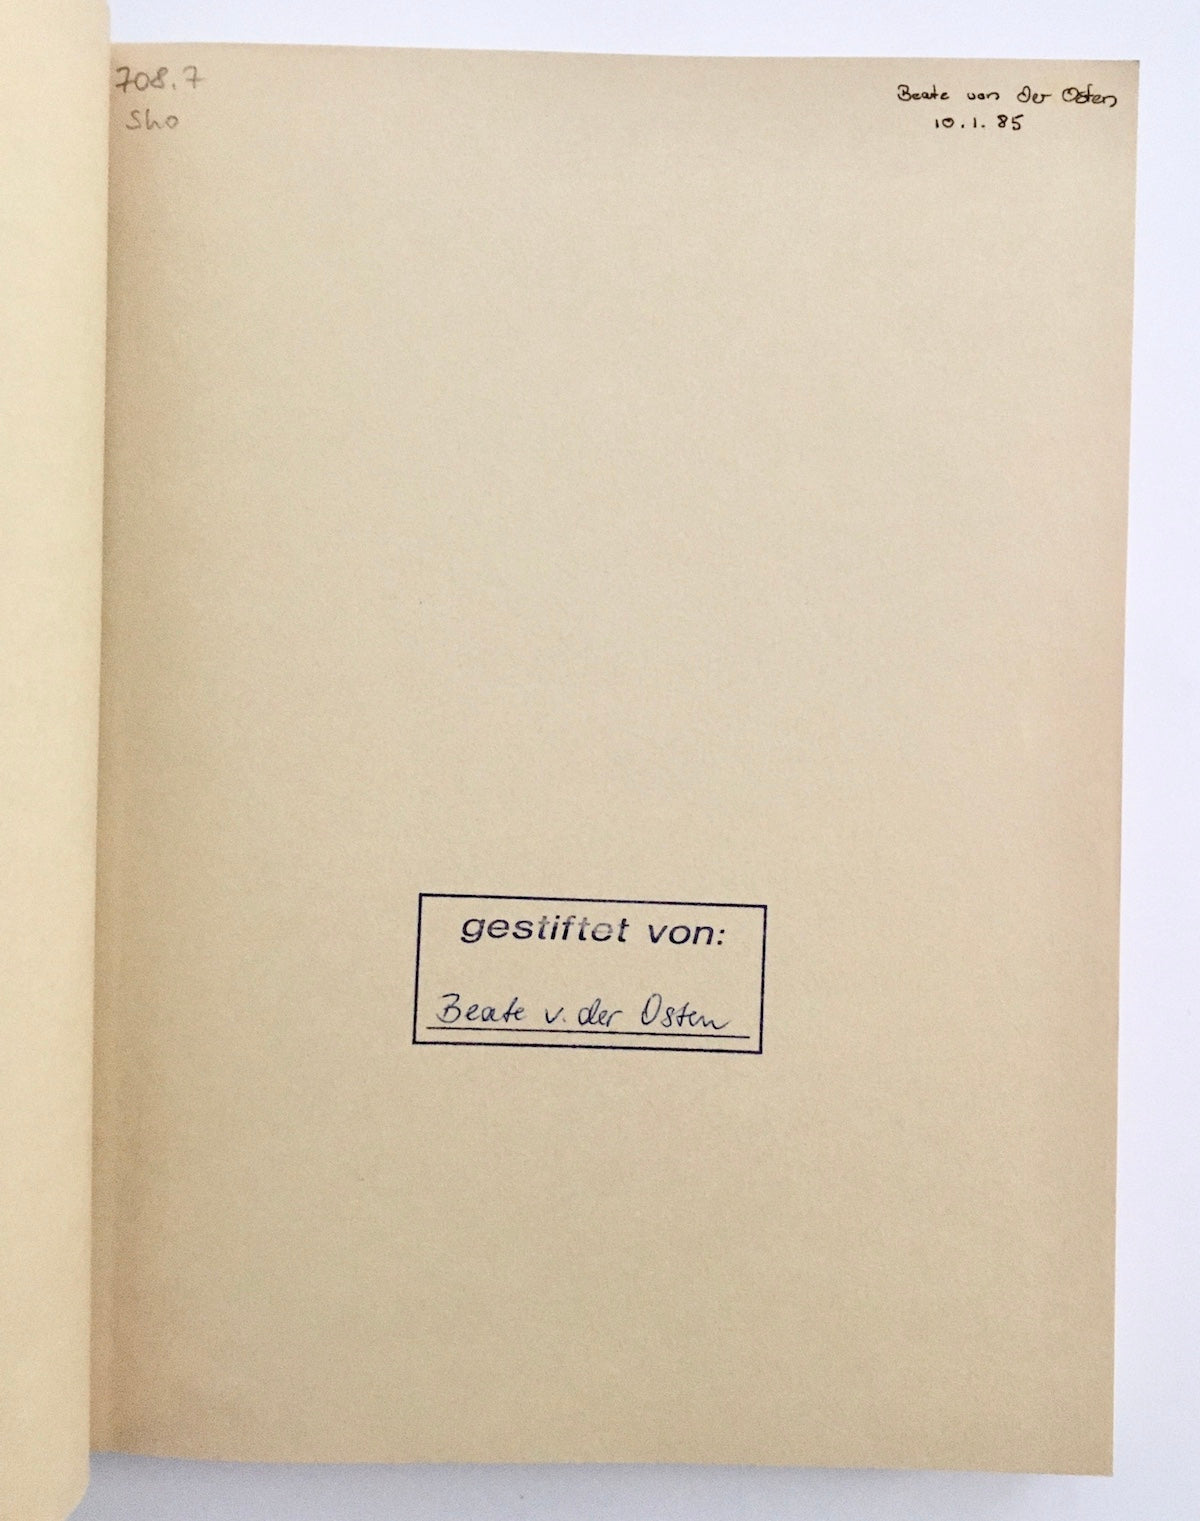 708.7
Sho
Beate von der Osten
10.1.85
gestiftet von:
Beate v. der Osten